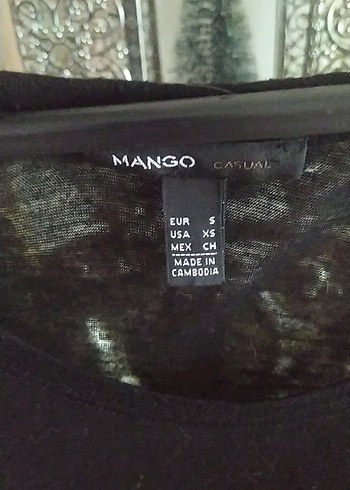 MANGO CASUAL
EUR S
USA XS
MEX CH
MADE IN
CAMBODIA